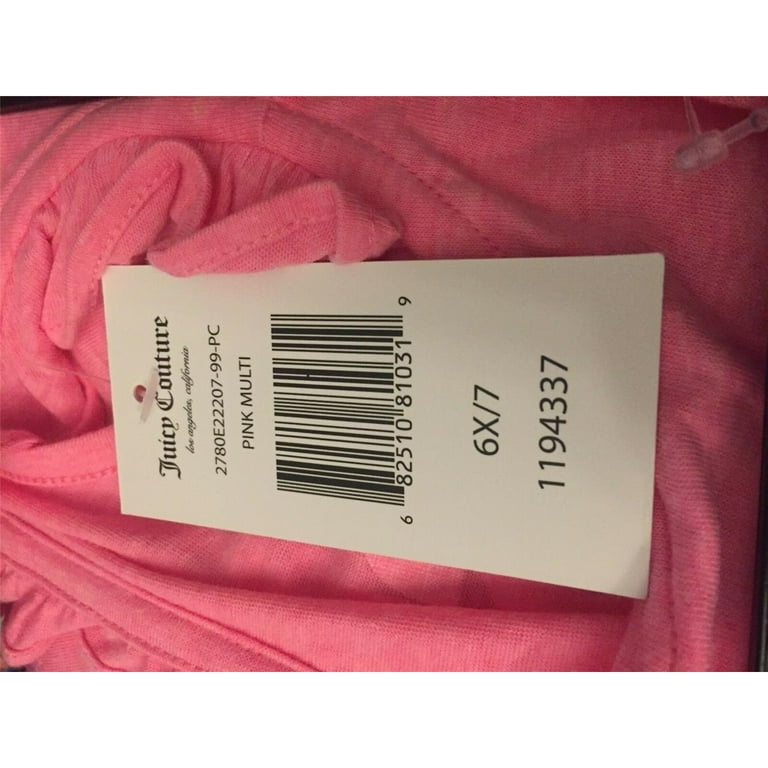 Juicy Couture
los angeles, california
2780E22207-99-PC
PINK MULTI
6 82510 81031 9
6X/7
1194337